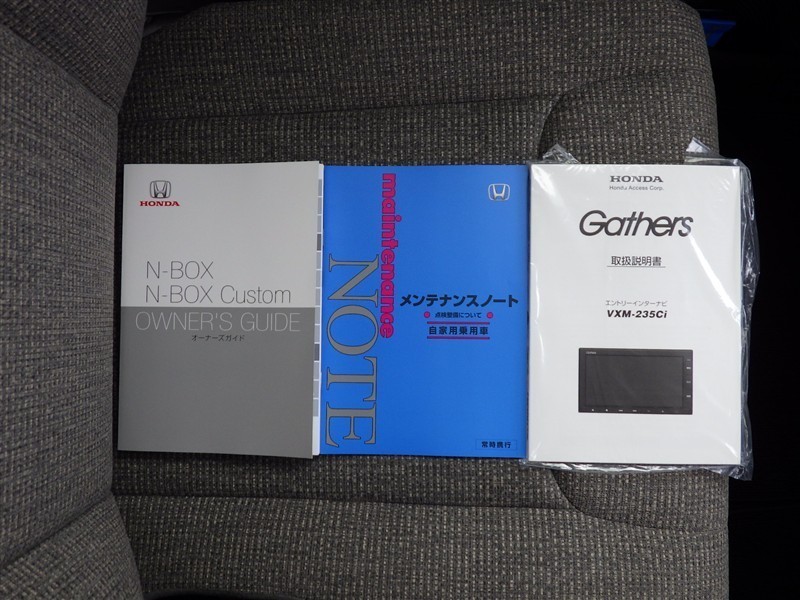 HONDA
N-BOX
N-BOX Custom
OWNER'S GUIDE
オーナーズガイド
maintenance
NOTE
メンテナンスノート
点検整備について
自家用乗用車
常時携行
HONDA
Honda Access Corp.
Gathers
取扱説明書
エントリーインターナビ
VXM-235Ci